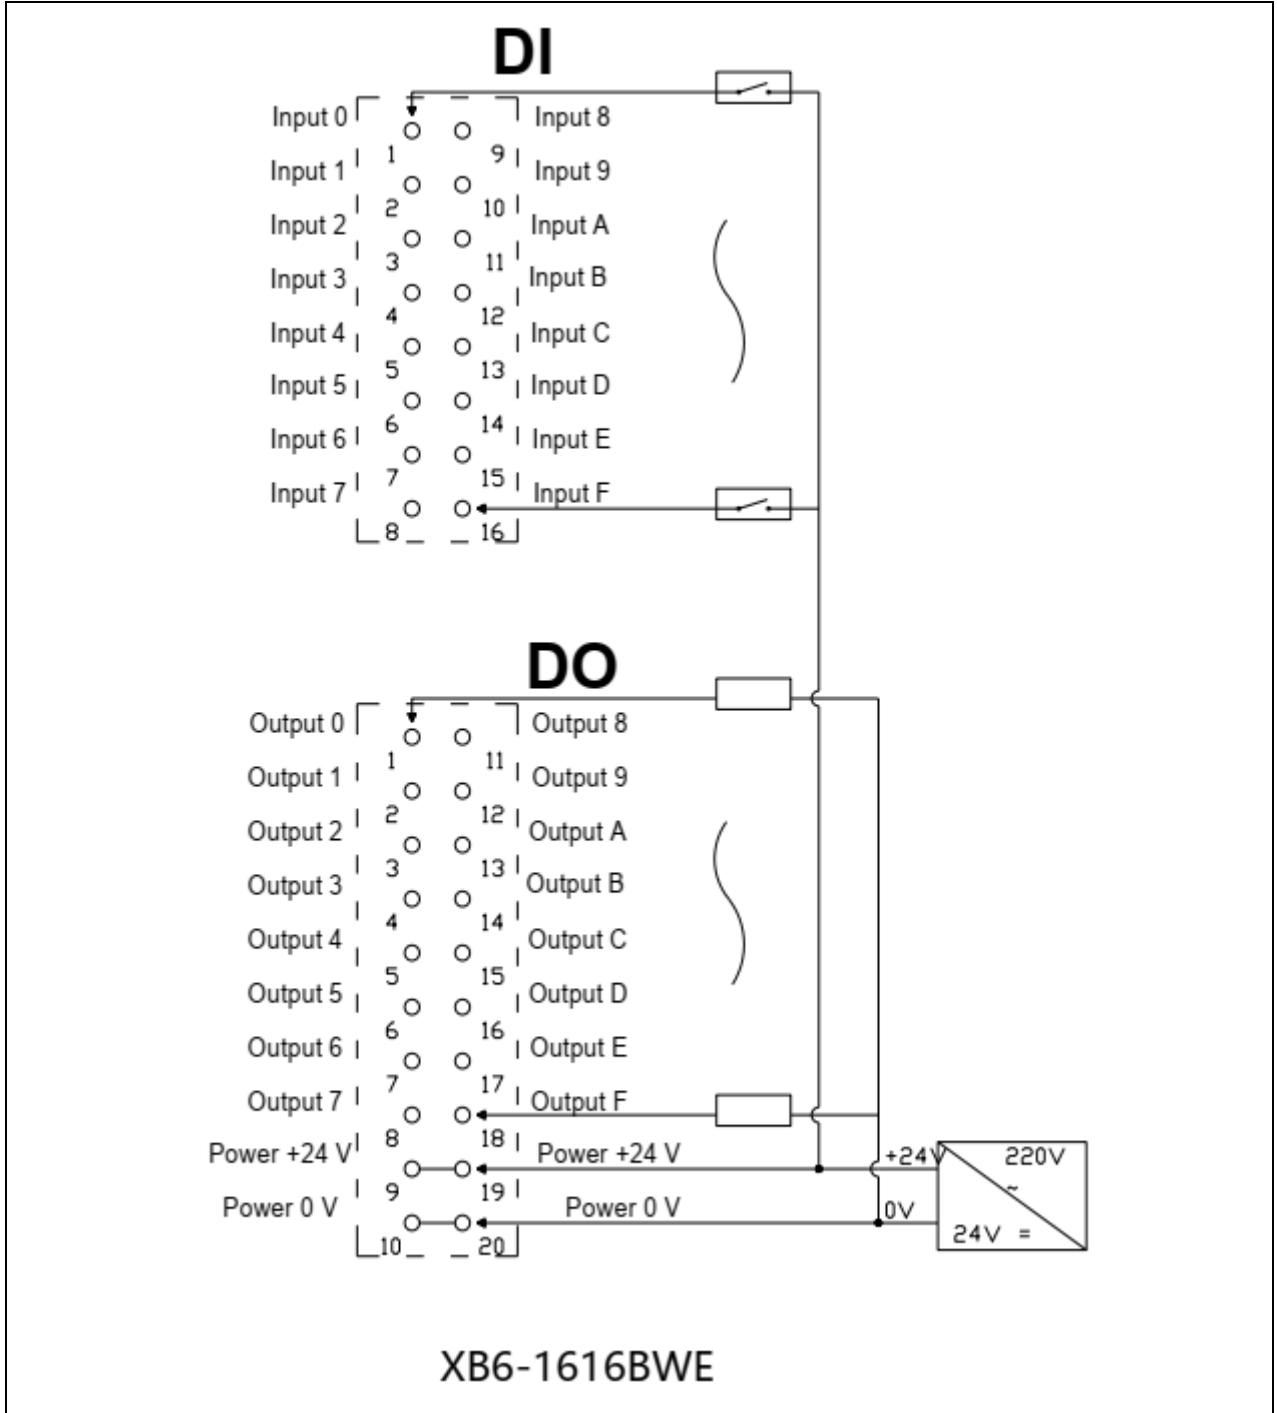 DI
Input 0 Input 8
1 9
Input 1 Input 9
2 10
Input 2 Input A
3 11
Input 3 Input B
4 12
Input 4 Input C
5 13
Input 5 Input D
6 14
Input 6 Input E
7 15
Input 7 Input F
8 16
DO
Output 0 Output 8
1 11
Output 1 Output 9
2 12
Output 2 Output A
3 13
Output 3 Output B
4 14
Output 4 Output C
5 15
Output 5 Output D
6 16
Output 6 Output E
7 17
Output 7 Output F
8 18
Power +24 V Power +24 V +24V 220V
~
9 19
Power 0 V Power 0 V 0V
24V =
10 20
XB6-1616BWE